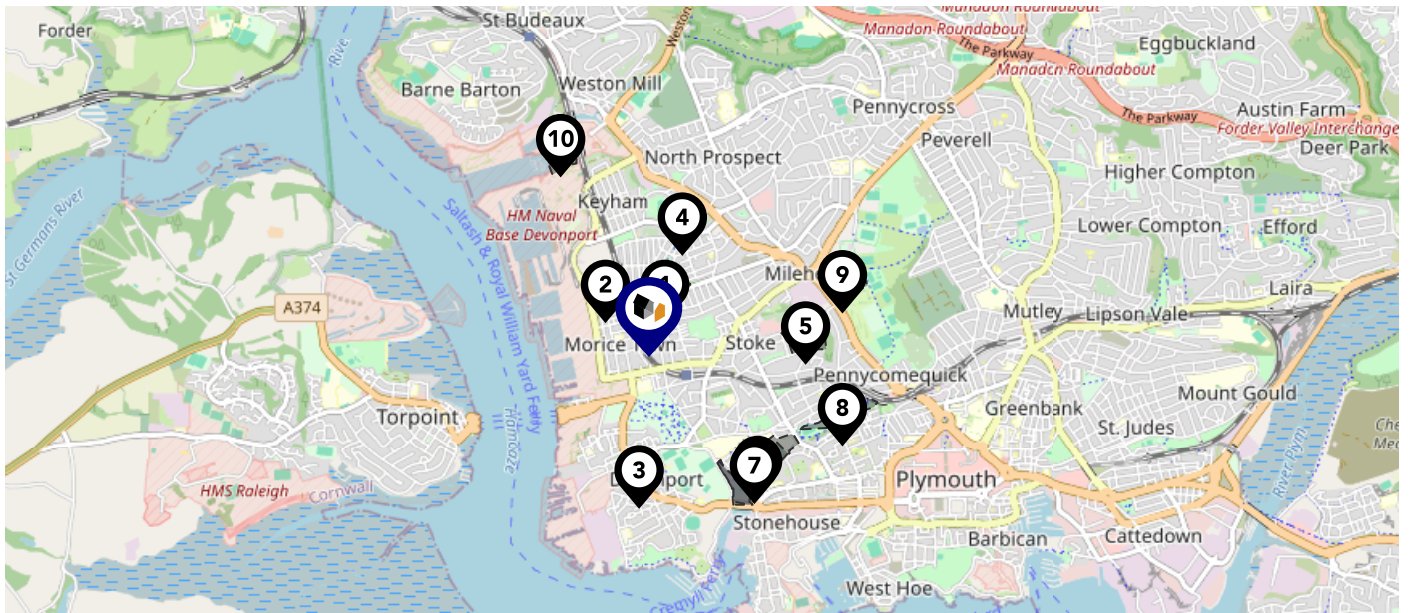 Forder
St Budeaux
Weston
Manadon Roundabout
The Parkway
Manadon Roundabout
Eggbuckland
Barne Barton
Weston Mill
Pennycross
The Parkway
Austin Farm
Forder Valley Interchange
Deer Park
10
North Prospect
Peverell
Higher Compton
St Germans River
Saltash & Royal William Yard Ferry
HM Naval
Base Devonport
Keyham
4
Lower Compton
Efford
2
9
Laira
A374
5
Mutley
Lipson Vale
Stoke
Pennycomequick
Mount Gould
Torpoint
Hamoaze
8
Greenbank
St. Judes
HMS Raleigh
Cornwall
3
7
Plymouth
River Plym
Stonehouse
Barbican
Cattedown
Cremyll Ferry
West Hoe